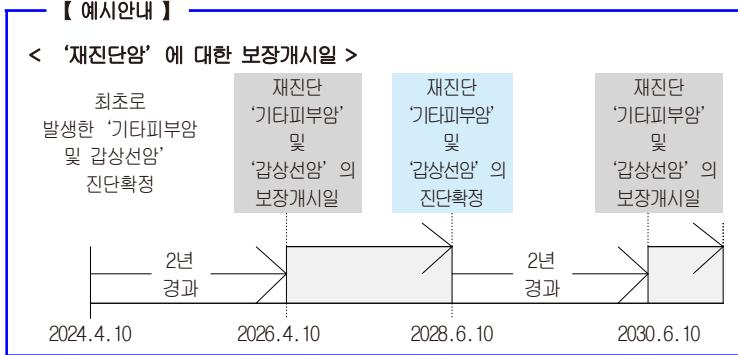 【 예시안내 】
< ‘재진단암’ 에 대한 보장개시일 >
최초로
발생한 ‘기타피부암
및 갑상선암’
진단확정
재진단
‘기타피부암’
및
‘갑상선암’ 의
보장개시일
재진단
‘기타피부암’
및
‘갑상선암’ 의
진단확정
재진단
‘기타피부암’
및
‘갑상선암’ 의
보장개시일
2년
경과
2년
경과
2024.4.10
2026.4.10
2028.6.10
2030.6.10